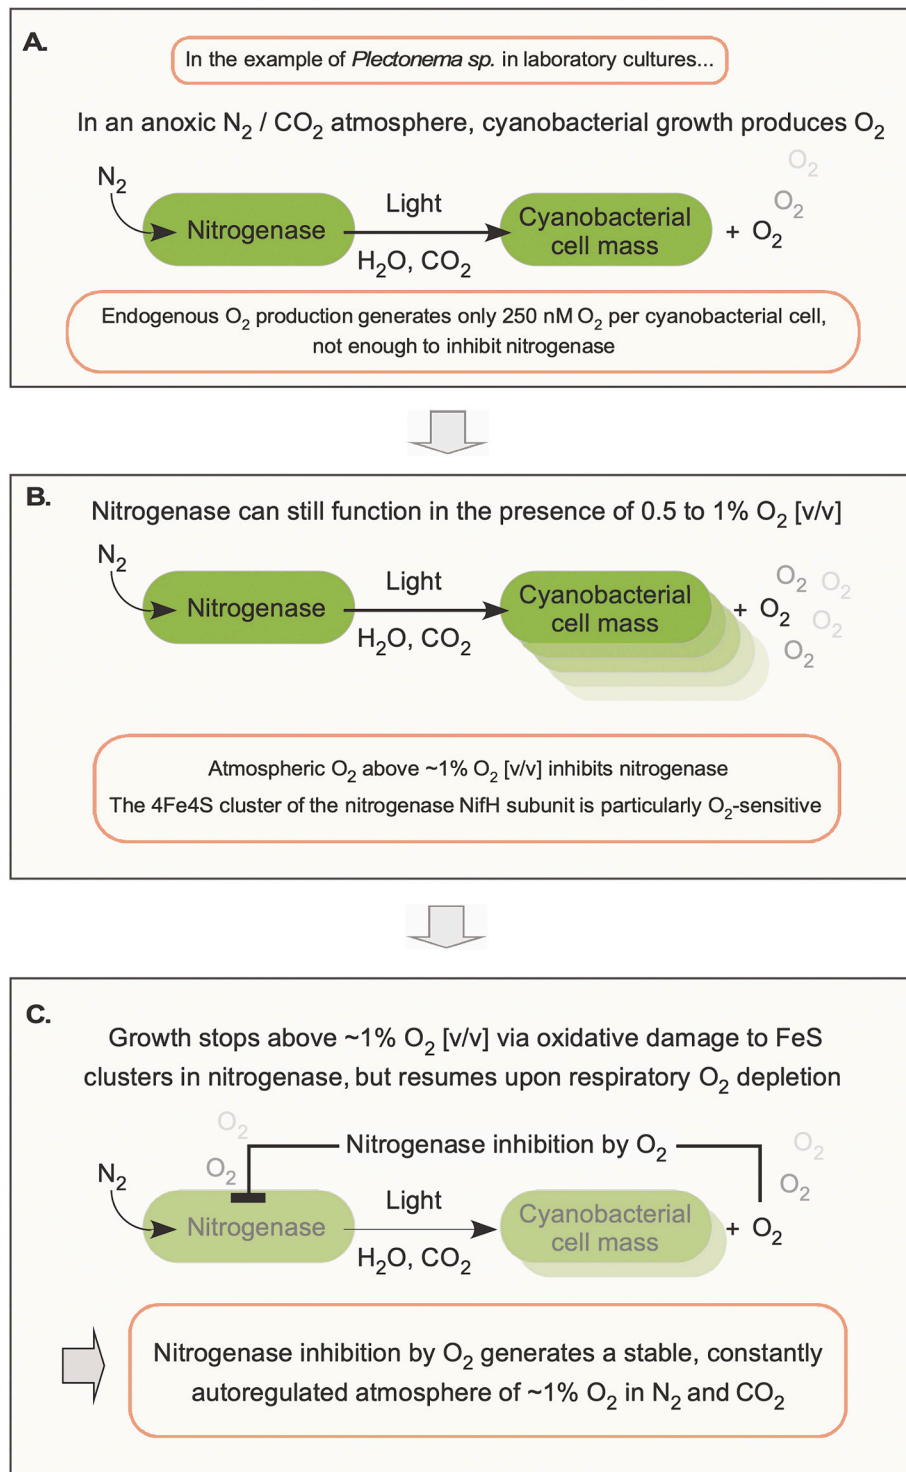 A.
In the example of Plectonema sp. in laboratory cultures...
In an anoxic N₂ / CO₂ atmosphere, cyanobacterial growth produces O₂
O₂
N₂
O₂
Light
Cyanobacterial
Nitrogenase
+ O₂
cell mass
H₂O, CO₂
Endogenous O₂ production generates only 250 nM O₂ per cyanobacterial cell,
not enough to inhibit nitrogenase
B.
Nitrogenase can still function in the presence of 0.5 to 1% O₂ [v/v]
N₂
O₂ O₂
Light
Cyanobacterial
Nitrogenase
+ O₂
cell mass
O₂
H₂O, CO₂
O₂
Atmospheric O₂ above ~1% O₂ [v/v] inhibits nitrogenase
The 4Fe4S cluster of the nitrogenase NifH subunit is particularly O₂-sensitive
C.
Growth stops above ~1% O₂ [v/v] via oxidative damage to FeS
clusters in nitrogenase, but resumes upon respiratory O₂ depletion
O₂
Nitrogenase inhibition by O₂
O₂
O₂
N₂
O₂
Light
Cyanobacterial
Nitrogenase
+ O₂
cell mass
H₂O, CO₂
Nitrogenase inhibition by O₂ generates a stable, constantly
autoregulated atmosphere of ~1% O₂ in N₂ and CO₂